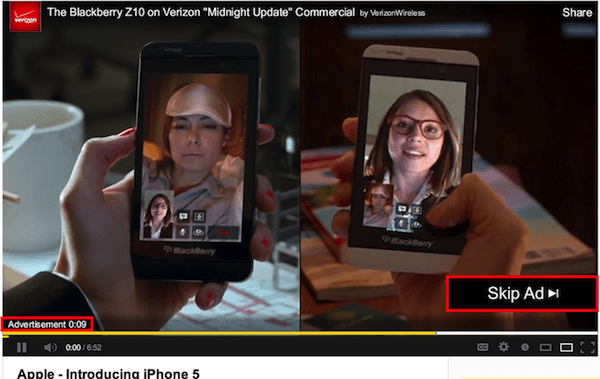 verizon
The Blackberry Z10 on Verizon "Midnight Update" Commercial by VerizonWireless
Share
BlackBerry
BlackBerry
Skip Ad
Advertisement 0:09
0:00 / 6:52
Apple - Introducing iPhone 5